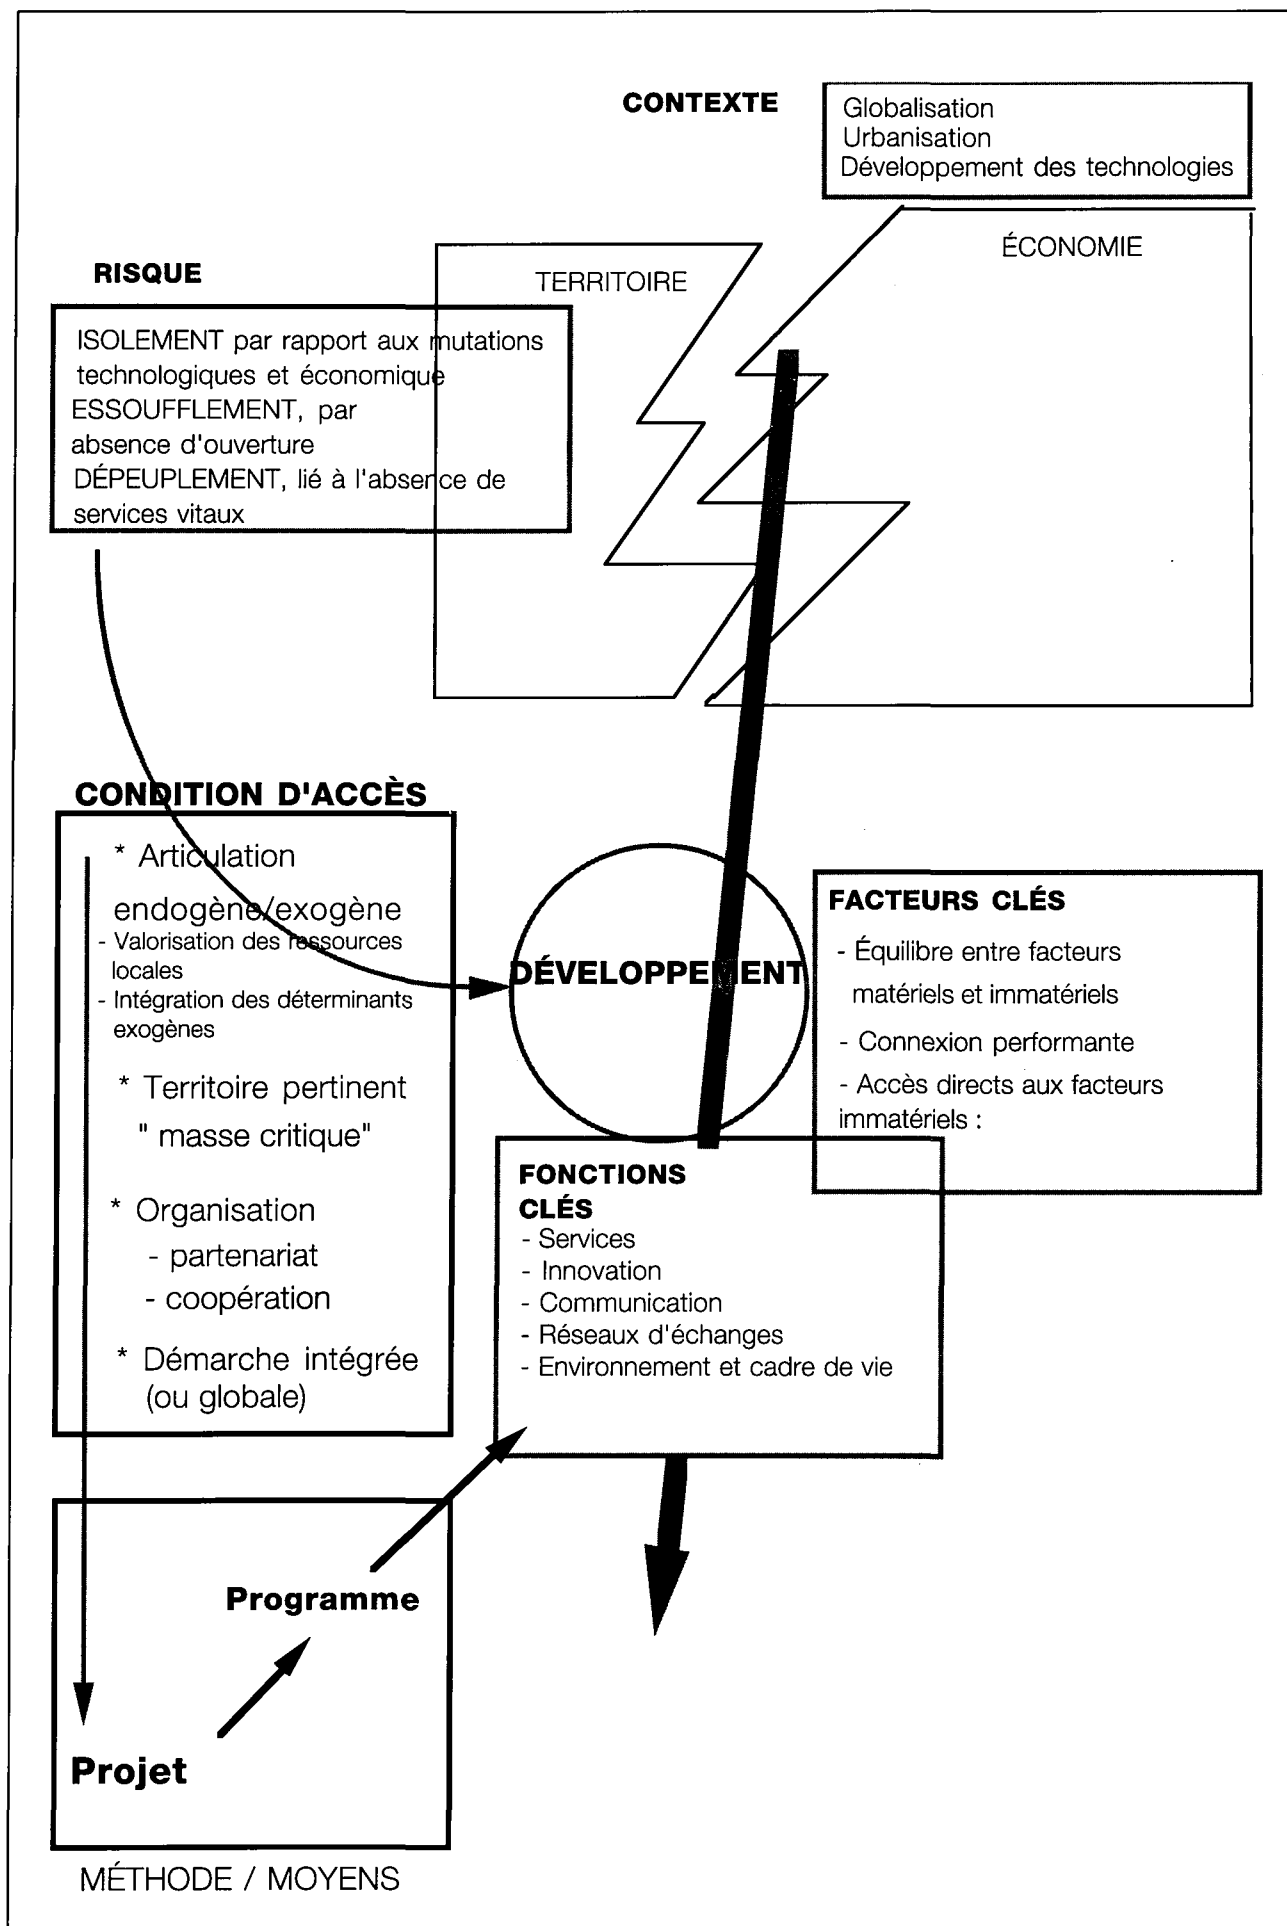 CONTEXTE
Globalisation
Urbanisation
Développement des technologies
ÉCONOMIE
TERRITOIRE
RISQUE
ISOLEMENT par rapport aux mutations
technologiques et économique
ESSOUFFLEMENT, par
absence d'ouverture
DÉPEUPLEMENT, lié à l'absence de
services vitaux
CONDITION D'ACCÈS
* Articulation
endogène/exogène
- Valorisation des ressources
locales
- Intégration des déterminants
exogènes
* Territoire pertinent
" masse critique"
* Organisation
- partenariat
- coopération
* Démarche intégrée
(ou globale)
DÉVELOPPEMENT
FACTEURS CLÉS
- Équilibre entre facteurs
matériels et immatériels
- Connexion performante
- Accès directs aux facteurs
immatériels :
FONCTIONS
CLÉS
- Services
- Innovation
- Communication
- Réseaux d'échanges
- Environnement et cadre de vie
Programme
Projet
MÉTHODE / MOYENS